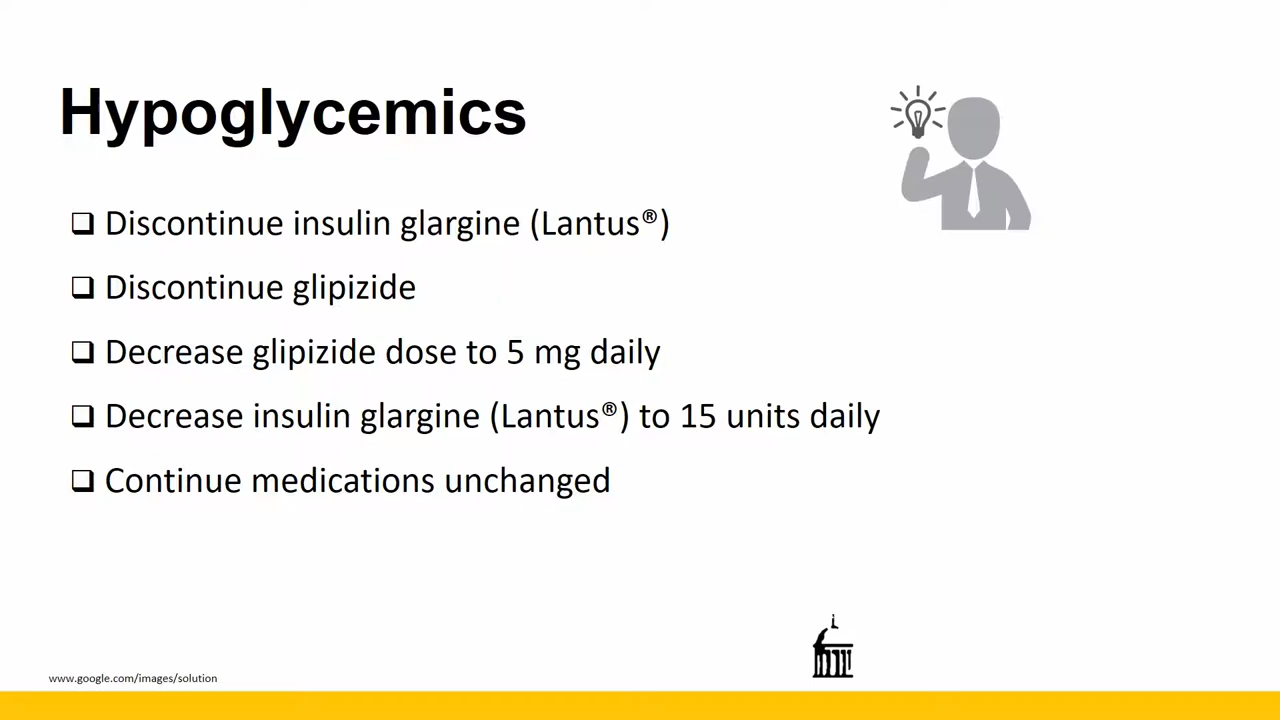 Hypoglycemics
❑ Discontinue insulin glargine (Lantus®)
❑ Discontinue glipizide
❑ Decrease glipizide dose to 5 mg daily
❑ Decrease insulin glargine (Lantus®) to 15 units daily
❑ Continue medications unchanged
www.google.com/images/solution